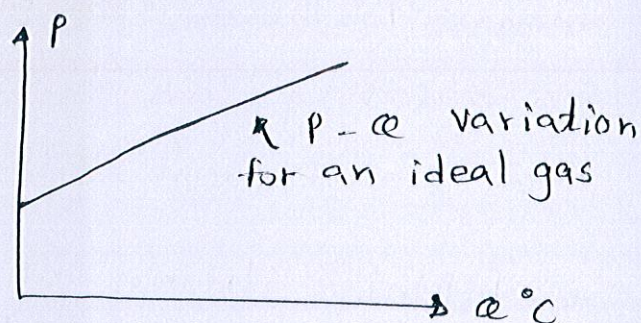 P
P - θ variation
for an ideal gas
θ °C